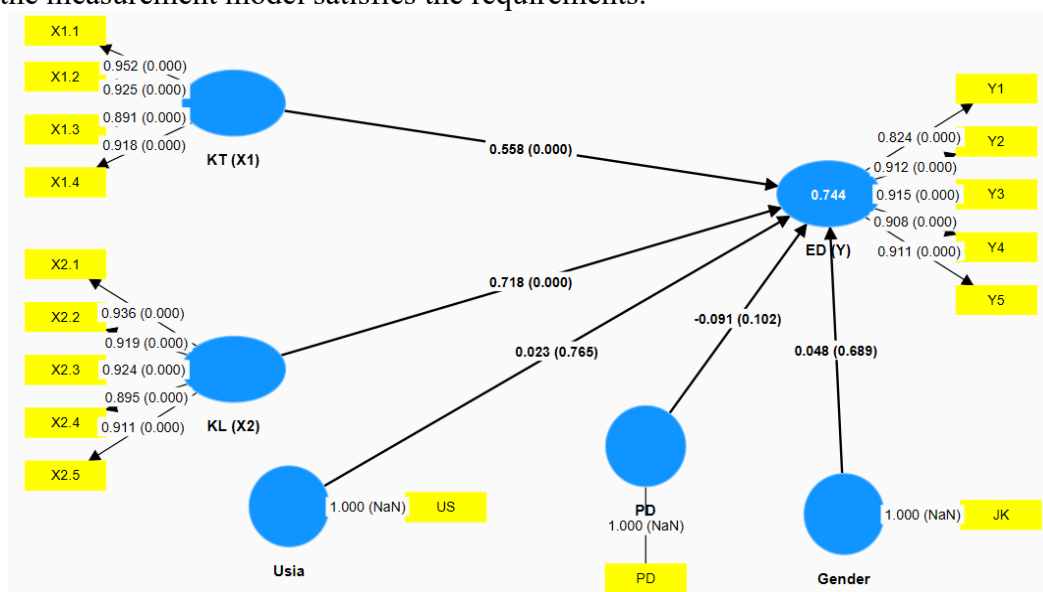 the measurement model satisfies the requirements.
X1.1
0.952 (0.000)
X1.2
0.925 (0.000)
0.891 (0.000)
X1.3
0.918 (0.000)
X1.4
KT (X1)
0.558 (0.000)
Y1
0.824 (0.000)
Y2
0.912 (0.000)
0.744
0.915 (0.000)
Y3
0.908 (0.000)
ED (Y)
0.911 (0.000)
Y4
Y5
X2.1
0.936 (0.000)
X2.2
0.919 (0.000)
X2.3
0.924 (0.000)
0.895 (0.000)
X2.4
0.911 (0.000)
X2.5
KL (X2)
0.718 (0.000)
0.023 (0.765)
-0.091 (0.102)
0.048 (0.689)
1.000 (NaN)
US
Usia
PD
1.000 (NaN)
PD
1.000 (NaN)
JK
Gender